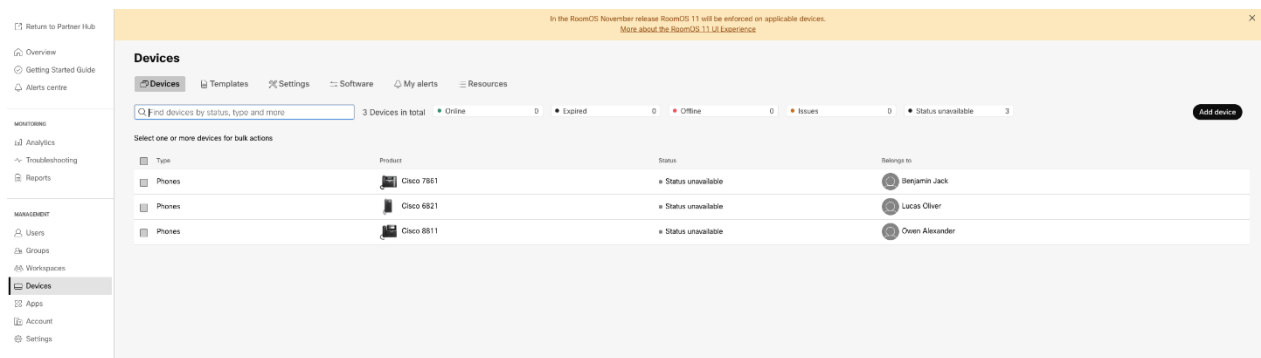 In the RoomOS November release RoomOS 11 will be enforced on applicable devices.
More about the RoomOS 11 UI Experience
Return to Partner Hub
Overview
Getting Started Guide
Alerts centre
MONITORING
Analytics
Troubleshooting
Reports
MANAGEMENT
Users
Groups
Workspaces
Devices
Apps
Account
Settings
Devices
Devices Templates Settings Software My alerts Resources
Find devices by status, type and more 3 Devices in total Online 0 Expired 0 Offline 0 Issues 0 Status unavailable 3 Add device
Select one or more devices for bulk actions
Type Product Status Belongs to
Phones Cisco 7861 Status unavailable Benjamin Jack
Phones Cisco 6821 Status unavailable Lucas Oliver
Phones Cisco 8811 Status unavailable Owen Alexander